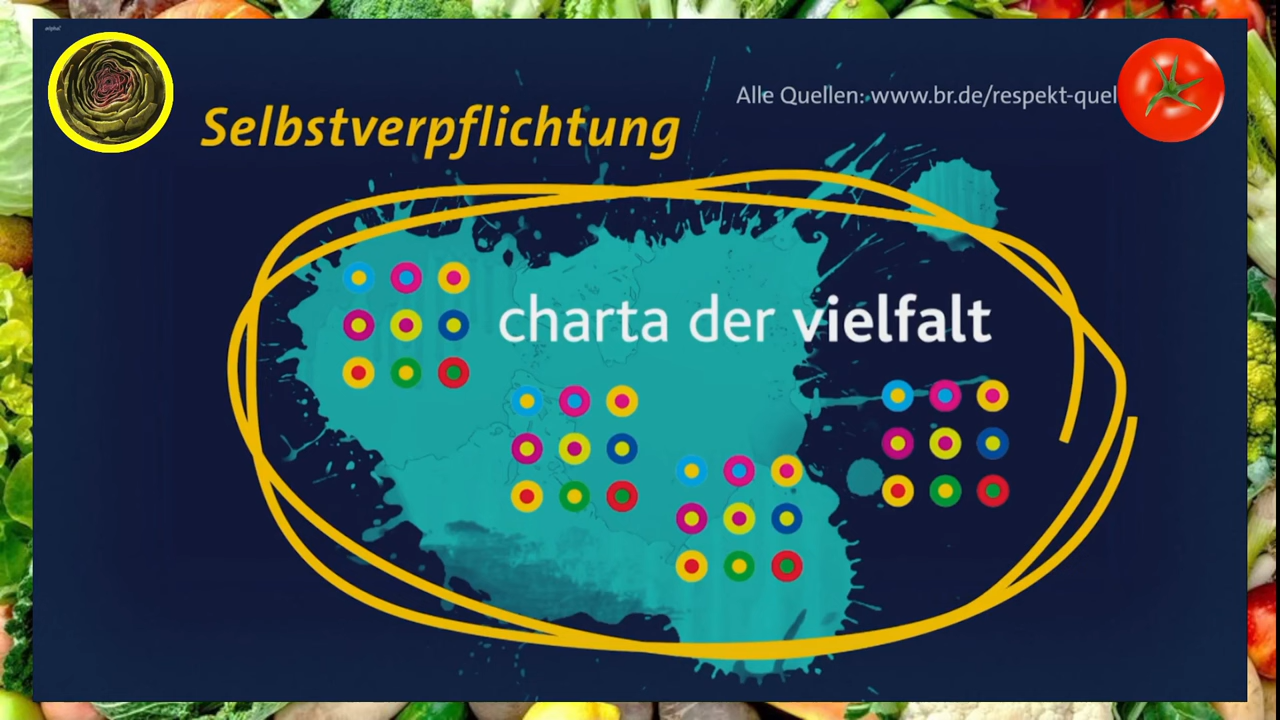 Alle Quellen: www.br.de/respekt-quel
Selbstverpflichtung
charta der vielfalt